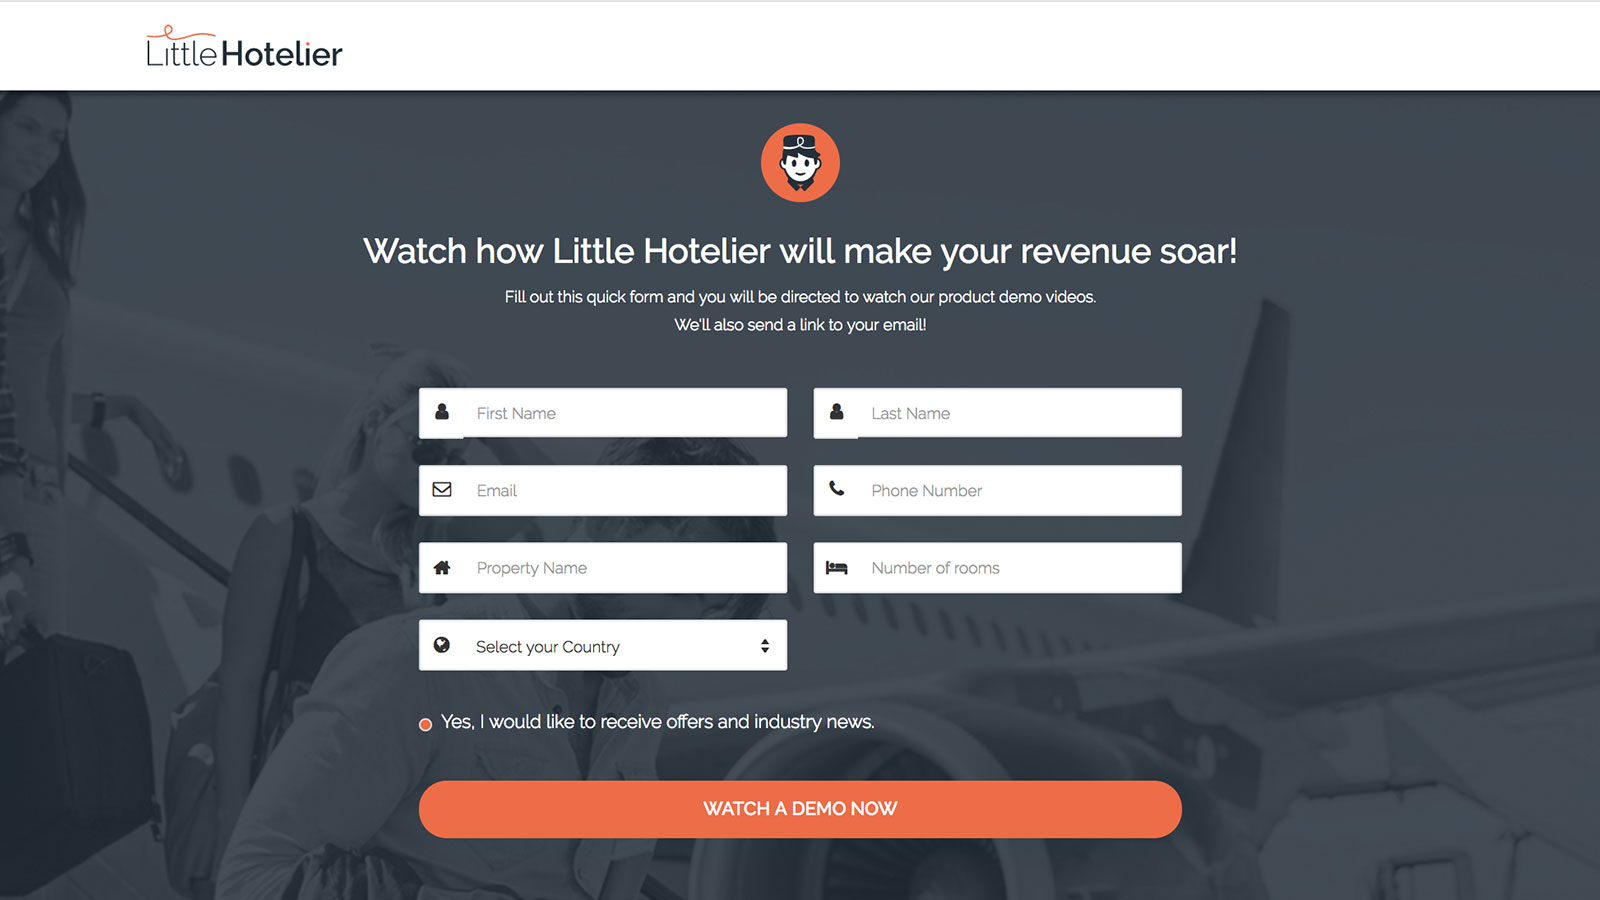 Little Hotelier
Watch how Little Hotelier will make your revenue soar!
Fill out this quick form and you will be directed to watch our product demo videos.
We'll also send a link to your email!
First Name
Last Name
Email
Phone Number
Property Name
Number of rooms
Select your Country
Yes, I would like to receive offers and industry news.
WATCH A DEMO NOW